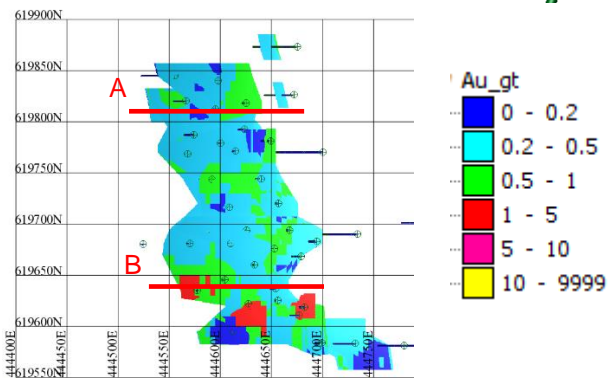 619900N
619850N
A
619800N
619750N
619700N
B
619650N
619600N
619550N
444400E
444450E
444500E
444550E
444600E
444650E
444700E
444750E
Au_gt
0 - 0.2
0.2 - 0.5
0.5 - 1
1 - 5
5 - 10
10 - 9999